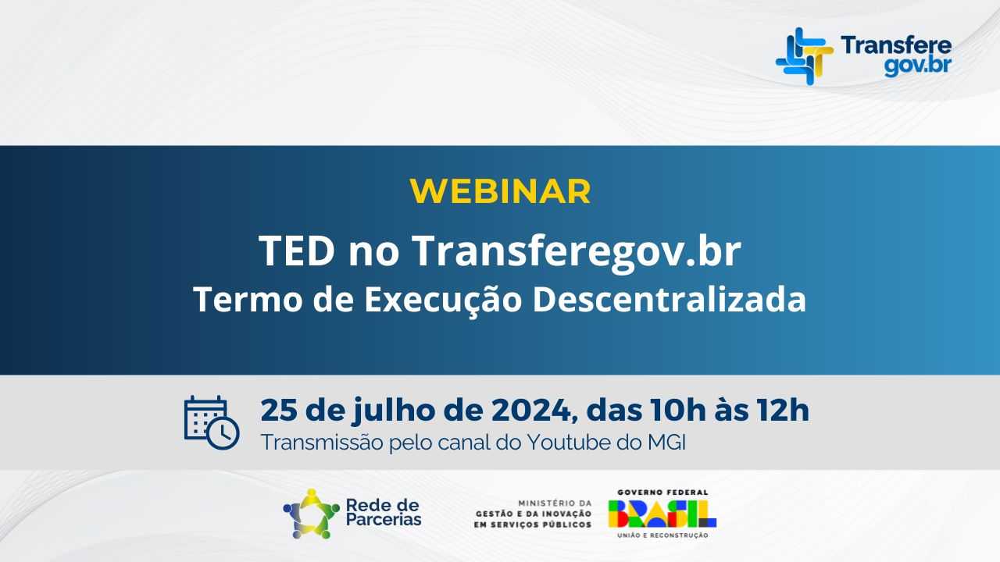 Transfere
gov.br
WEBINAR
TED no Transferegov.br
Termo de Execução Descentralizada
25 de julho de 2024, das 10h às 12h
Transmissão pelo canal do Youtube do MGI
Rede de
Parcerias
MINISTÉRIO DA
GESTÃO E DA INOVAÇÃO
EM SERVIÇOS PÚBLICOS
GOVERNO FEDERAL
BRASIL
UNIÃO E RECONSTRUÇÃO